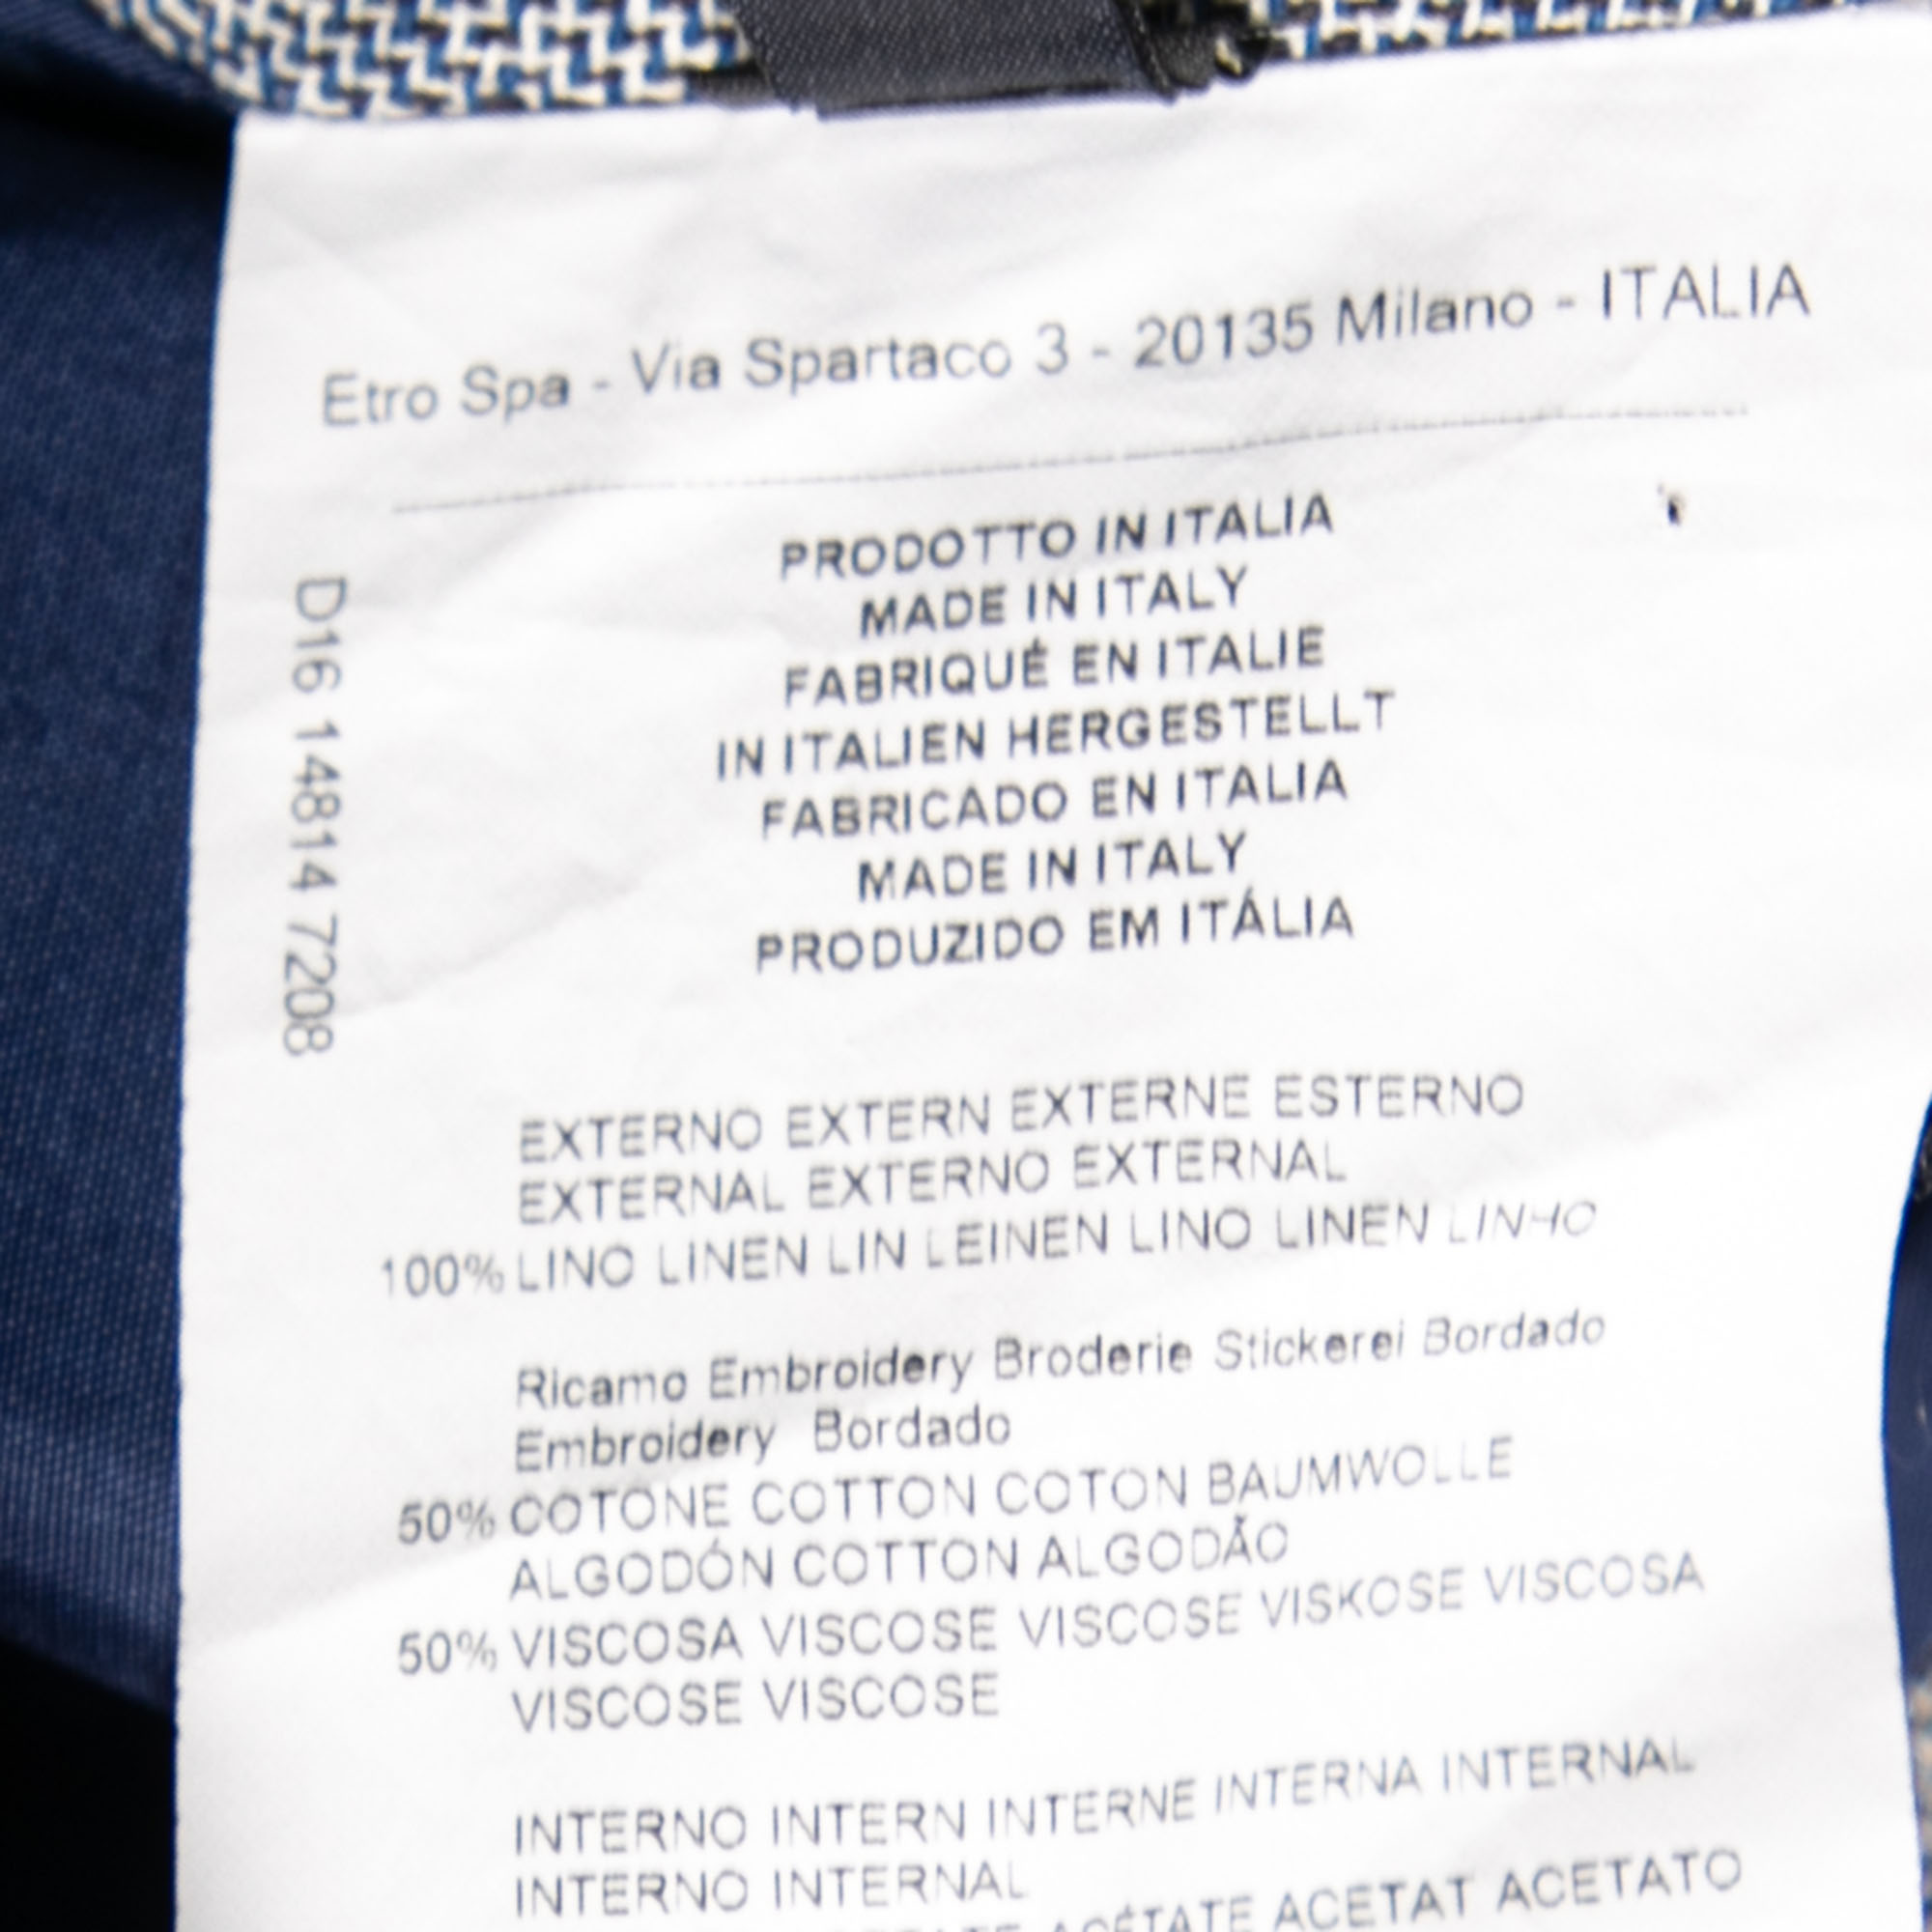 Etro Spa - Via Spartaco 3 - 20135 Milano - ITALIA
PRODOTTO IN ITALIA
MADE IN ITALY
FABRIQUÉ EN ITALIE
IN ITALIEN HERGESTELLT
FABRICADO EN ITALIA
MADE IN ITALY
PRODUZIDO EM ITÁLIA
D16 14814 7208
EXTERNO EXTERN EXTERNE ESTERNO
EXTERNAL EXTERNO EXTERNAL
100% LINO LINEN LIN LEINEN LINO LINEN LINHO
Ricamo Embroidery Broderie Stickerei Bordado
Embroidery Bordado
50% COTONE COTTON COTON BAUMWOLLE
ALGODÓN COTTON ALGODÃO
50% VISCOSA VISCOSE VISCOSE VISKOSE VISCOSA
VISCOSE VISCOSE
INTERNO INTERN INTERNE INTERNA INTERNAL
INTERNO INTERNAL
ACÉTATE ACETAT ACETATO